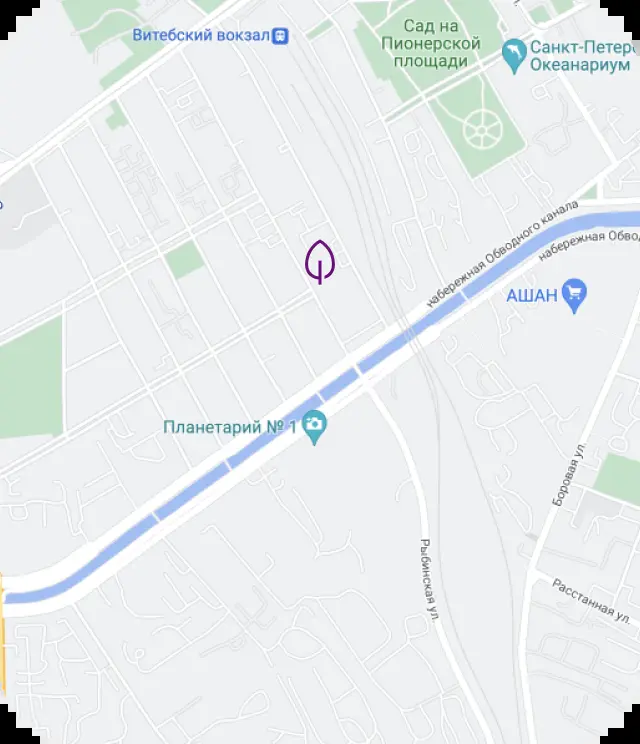 Витебский вокзал
Сад на
Пионерской
площади
Санкт-Петер
Океанариум
набережная Обводного канала
набережная Обво
АШАН
Планетарий № 1
Боровая ул.
Рыбинская ул.
Расстанная ул.